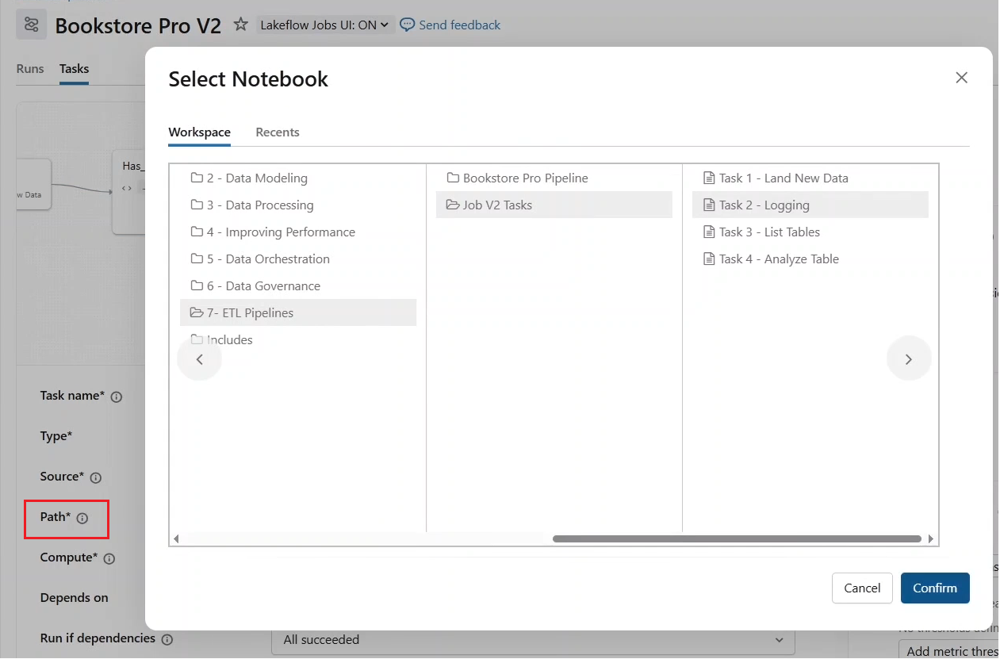 Bookstore Pro V2
Lakeflow Jobs UI: ON
Send feedback
Runs
Tasks
Select Notebook
Workspace
Recents
2 - Data Modeling
3 - Data Processing
4 - Improving Performance
5 - Data Orchestration
6 - Data Governance
7- ETL Pipelines
Includes
Bookstore Pro Pipeline
Job V2 Tasks
Task 1 - Land New Data
Task 2 - Logging
Task 3 - List Tables
Task 4 - Analyze Table
Has_
w Data
Task name*
Type*
Source*
Path*
Compute*
Depends on
Run if dependencies
All succeeded
Cancel
Confirm
Add metric thres